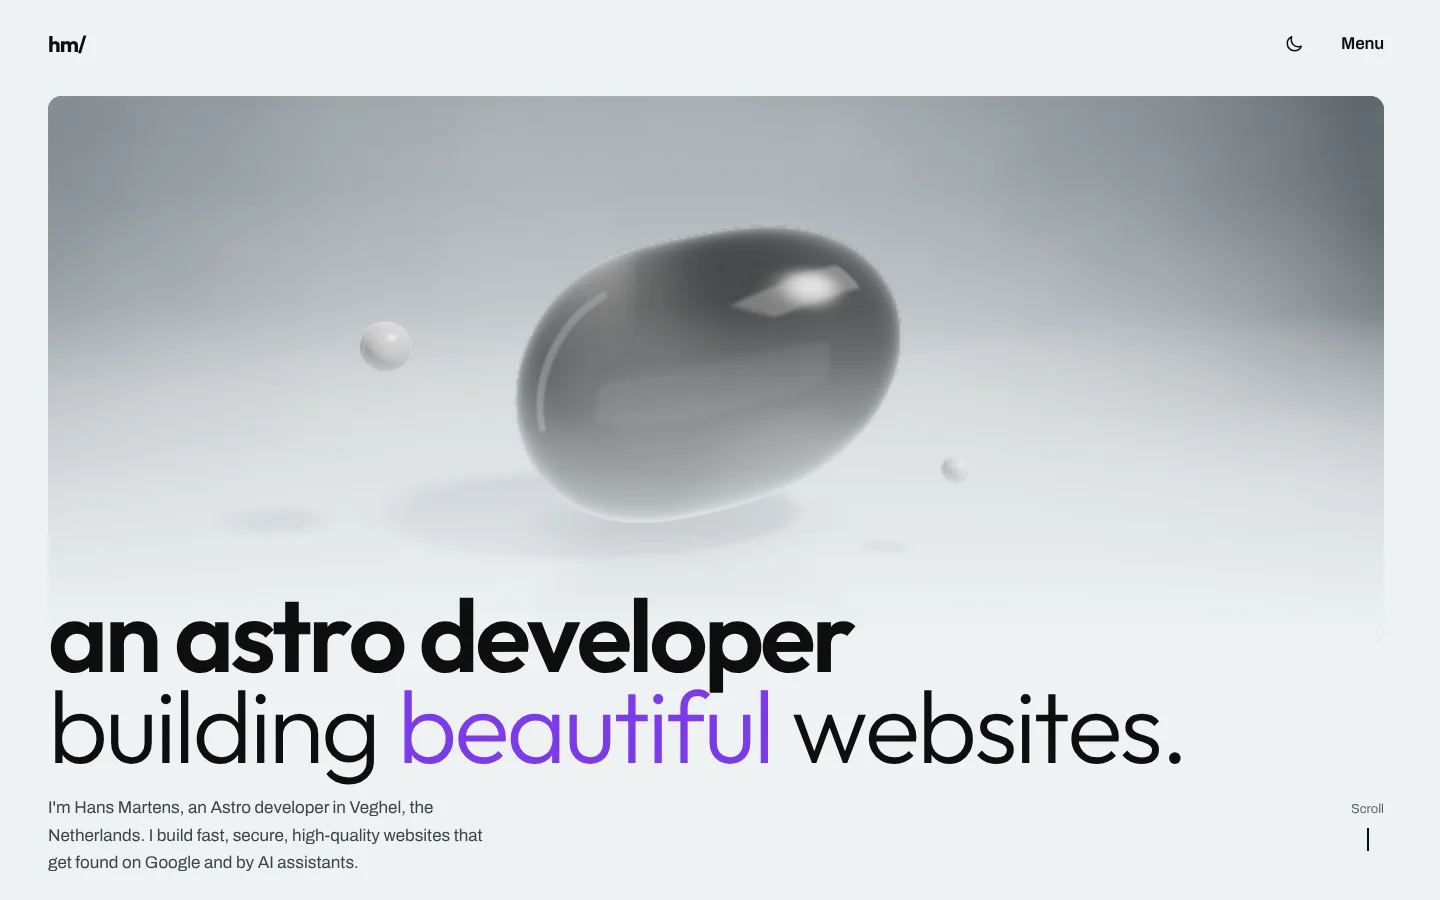 hm/
Menu
an astro developer
building beautiful websites.
I'm Hans Martens, an Astro developer in Veghel, the
Netherlands. I build fast, secure, high-quality websites that
get found on Google and by AI assistants.
Scroll